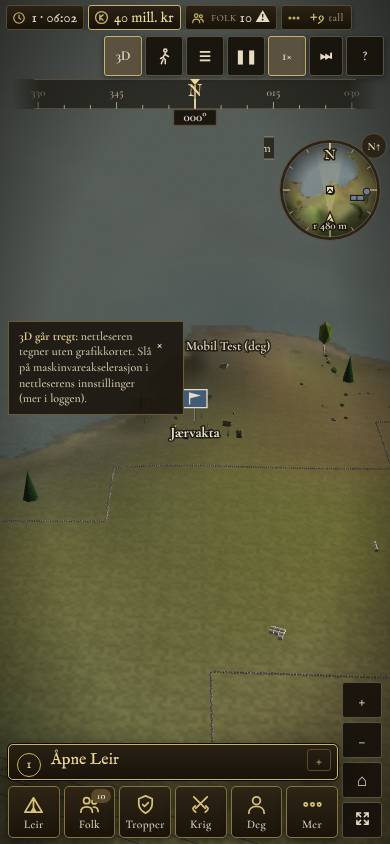 1 · 06:02
K 40 mill. kr
FOLK 10
+9 tall
3D
1×
?
330 345 N 015 030
000°
m
N↑
N
r 480 m
3D går tregt: nettleseren
tegner uten grafikkortet. Slå
på maskinvareakselerasjon i
nettleserens innstillinger
(mer i loggen).
×
Mobil Test (deg)
Jærvakta
+
−
1 Åpne Leir +
10
Leir Folk Tropper Krig Deg Mer